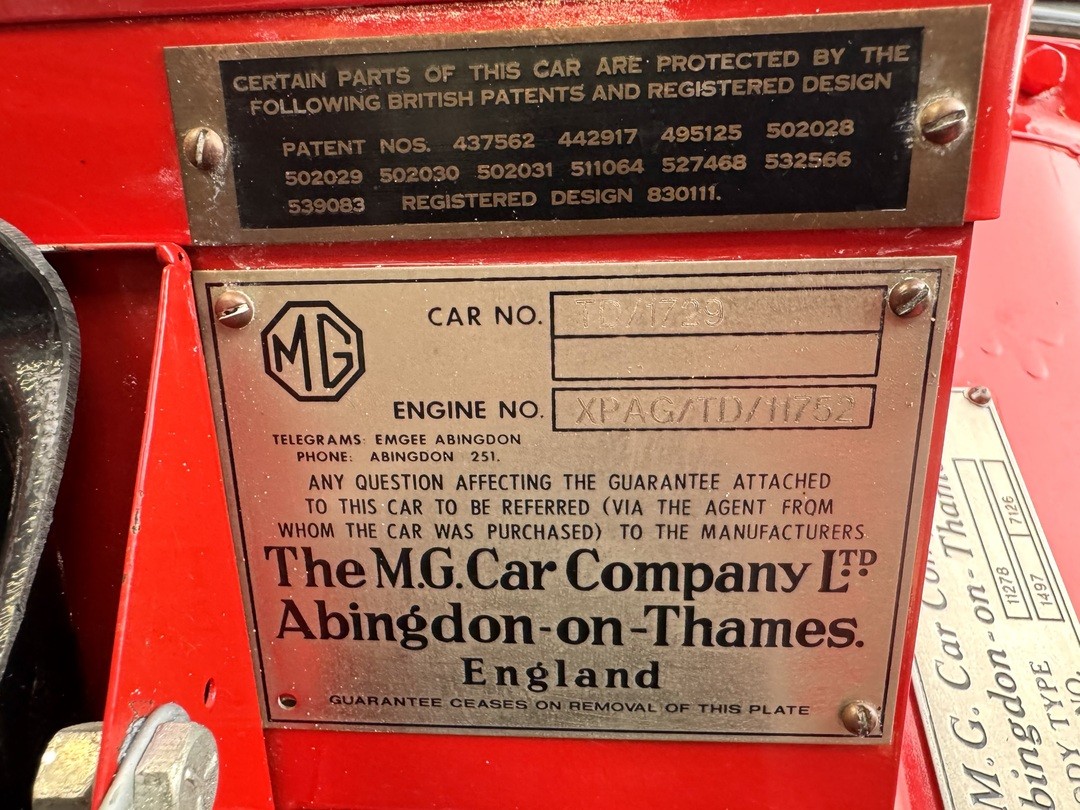 CERTAIN PARTS OF THIS CAR ARE PROTECTED BY THE
FOLLOWING BRITISH PATENTS AND REGISTERED DESIGN
PATENT NOS. 437562 442917 495125 502028
502029 502030 502031 511064 527468 532566
539083 REGISTERED DESIGN 830111.
MG
CAR NO. TD/1729
ENGINE NO. XPAG/TD/11752
TELEGRAMS: EMGEE ABINGDON
PHONE: ABINGDON 251.
ANY QUESTION AFFECTING THE GUARANTEE ATTACHED
TO THIS CAR TO BE REFERRED (VIA THE AGENT FROM
WHOM THE CAR WAS PURCHASED) TO THE MANUFACTURERS
The M.G. Car Company LTD
Abingdon-on-Thames.
England
GUARANTEE CEASES ON REMOVAL OF THIS PLATE
M. G. Car
on-Tham
TYPE
NO.
11278 7126
1497